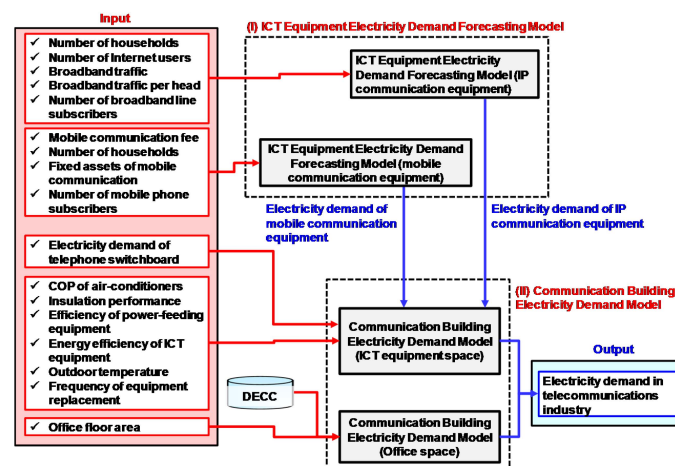 Input
✓ Number of households
✓ Number of Internet users
✓ Broadband traffic
✓ Broadband traffic per head
✓ Number of broadband line
subscribers
✓ Mobile communication fee
✓ Number of households
✓ Fixed assets of mobile
communication
✓ Number of mobile phone
subscribers
✓ Electricity demand of
telephone switchboard
✓ COP of air-conditioners
✓ Insulation performance
✓ Efficiency of power-feeding
equipment
✓ Energy efficiency of ICT
equipment
✓ Outdoor temperature
✓ Frequency of equipment
replacement
✓ Office floor area
(I) ICT Equipment Electricity Demand Forecasting Model
ICT Equipment Electricity
Demand Forecasting Model (IP
communication equipment)
ICT Equipment Electricity Demand
Forecasting Model (mobile
communication equipment)
Electricity demand of
mobile communication
equipment
Electricity demand of IP
communication equipment
(II) Communication Building
Electricity Demand Model
Communication Building
Electricity Demand Model
(ICT equipment space)
DECC
Communication Building
Electricity Demand Model
(Office space)
Output
Electricity demand in
telecommunications
industry